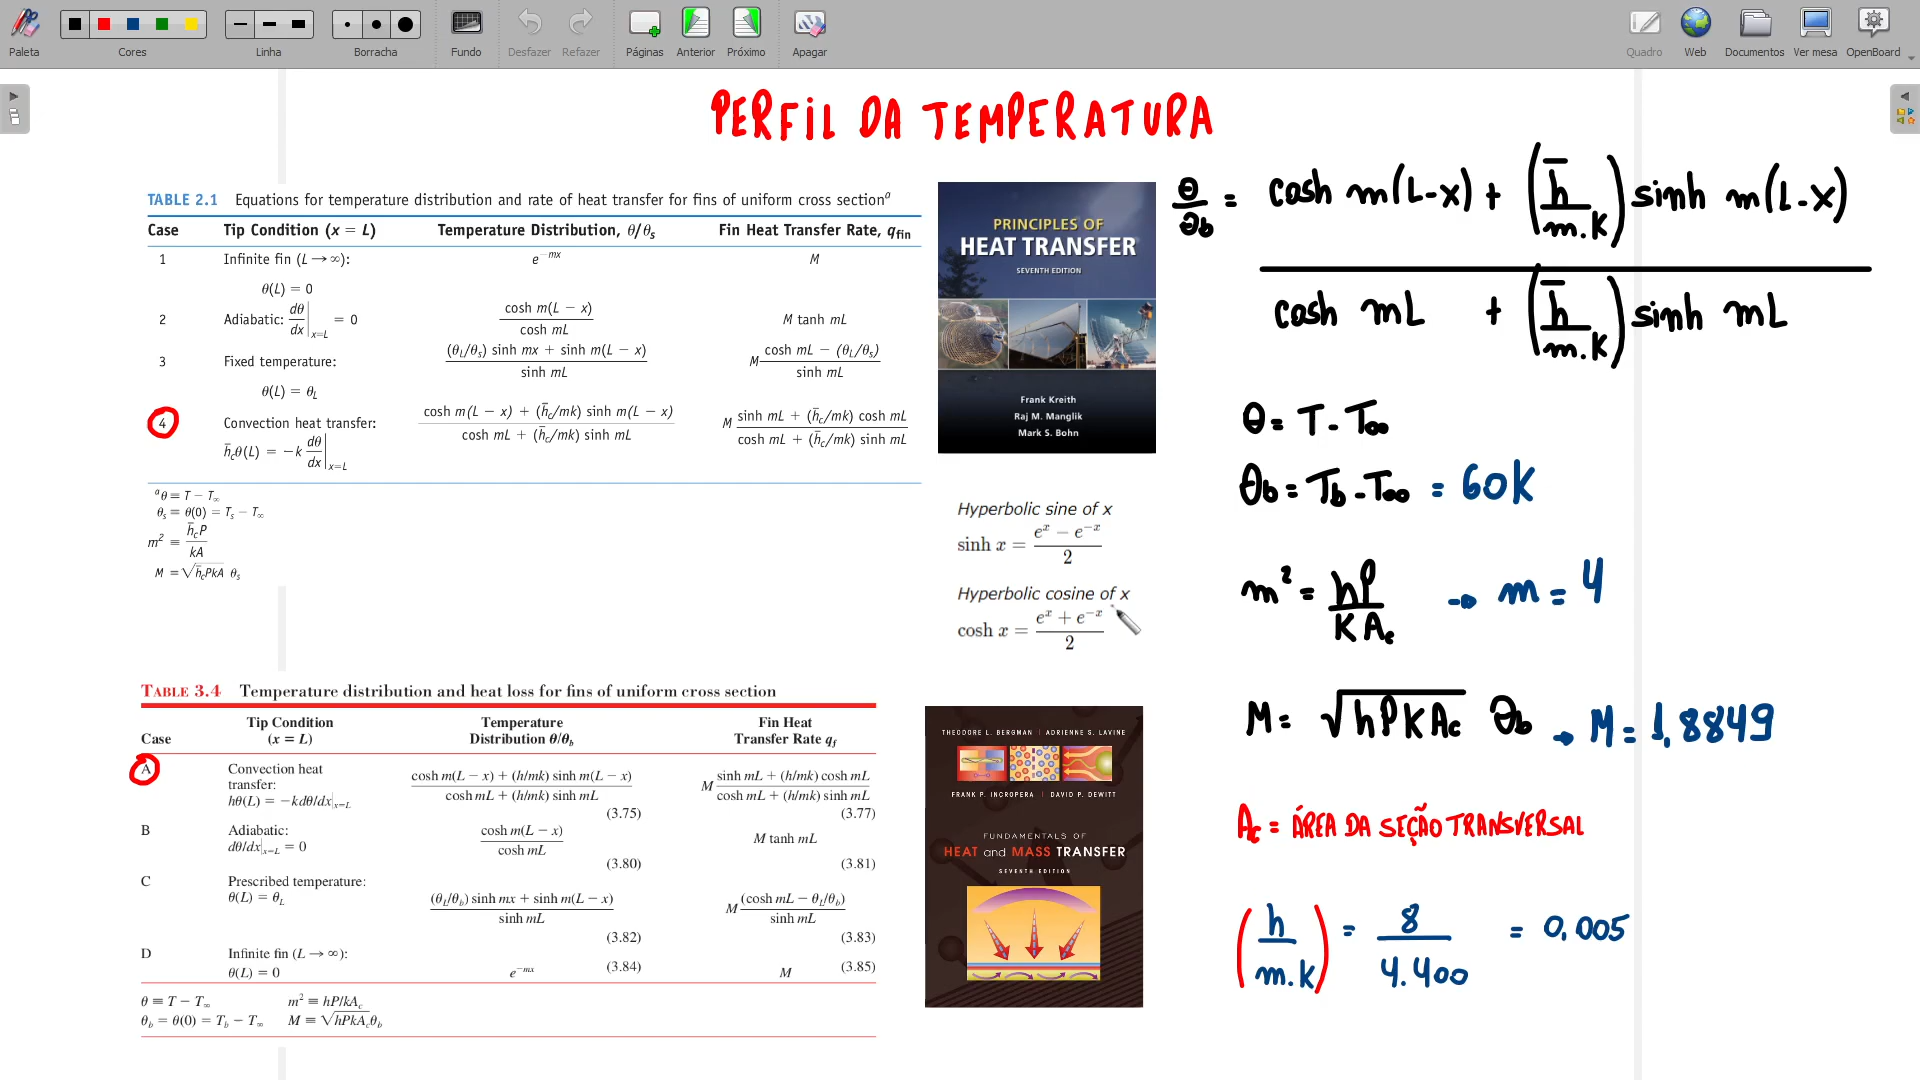 Paleta
Cores
Linha
Borracha
Fundo
Desfazer
Refazer
Páginas
Anterior
Próximo
Apagar
Quadro
Web
Documentos
Ver mesa
OpenBoard
PERFIL DA TEMPERATURA
TABLE 2.1 Equations for temperature distribution and rate of heat transfer for fins of uniform cross sectionᵃ
Case Tip Condition (x = L) Temperature Distribution, θ/θₛ Fin Heat Transfer Rate, q_fin
1 Infinite fin (L → ∞): e^(−mx) M
θ(L) = 0
2 Adiabatic: dθ/dx|x=L = 0 cosh m(L − x) / cosh mL M tanh mL
3 Fixed temperature: (θ_L/θₛ) sinh mx + sinh m(L − x) / sinh mL M cosh mL − (θ_L/θₛ) / sinh mL
θ(L) = θ_L
4 Convection heat transfer: cosh m(L − x) + (h̄c/mk) sinh m(L − x) / cosh mL + (h̄c/mk) sinh mL M sinh mL + (h̄c/mk) cosh mL / cosh mL + (h̄c/mk) sinh mL
h̄cθ(L) = −k dθ/dx|x=L
ᵃθ ≡ T − T∞
θₛ ≡ θ(0) = Tₛ − T∞
m² ≡ h̄cP / kA
M ≡ √h̄cPkA θₛ
PRINCIPLES OF
HEAT TRANSFER
SEVENTH EDITION
Frank Kreith
Raj M. Manglik
Mark S. Bohn
Hyperbolic sine of x
sinh x = (eˣ − e⁻ˣ) / 2
Hyperbolic cosine of x
cosh x = (eˣ + e⁻ˣ) / 2
TABLE 3.4 Temperature distribution and heat loss for fins of uniform cross section
Case Tip Condition (x = L) Temperature Distribution θ/θb Fin Heat Transfer Rate qf
A Convection heat transfer: cosh m(L − x) + (h/mk) sinh m(L − x) / cosh mL + (h/mk) sinh mL M sinh mL + (h/mk) cosh mL / cosh mL + (h/mk) sinh mL
hθ(L) = −kdθ/dx|x=L (3.75) (3.77)
B Adiabatic: cosh m(L − x) / cosh mL M tanh mL
dθ/dx|x=L = 0 (3.80) (3.81)
C Prescribed temperature: (θ_L/θb) sinh mx + sinh m(L − x) / sinh mL M (cosh mL − θ_L/θb) / sinh mL
θ(L) = θ_L (3.82) (3.83)
D Infinite fin (L → ∞):
θ(L) = 0 e^(−mx) (3.84) M (3.85)
θ ≡ T − T∞ m² ≡ hP/kAc
θb = θ(0) = Tb − T∞ M ≡ √hPkAcθb
THEODORE L. BERGMAN | ADRIENNE S. LAVINE
FRANK P. INCROPERA | DAVID P. DEWITT
FUNDAMENTALS OF
HEAT and MASS TRANSFER
SEVENTH EDITION
θ/θb = cosh m(L-x) + (h̄/m.k) sinh m(L-x) / cosh mL + (h̄/m.k) sinh mL
θ = T - T∞
θb = Tb - T∞ = 60K
m² = hP / KAc → m = 4
M = √hPKAc θb → M = 1,8849
Ac = ÁREA DA SEÇÃO TRANSVERSAL
(h / m.k) = 8 / 4.400 = 0,005